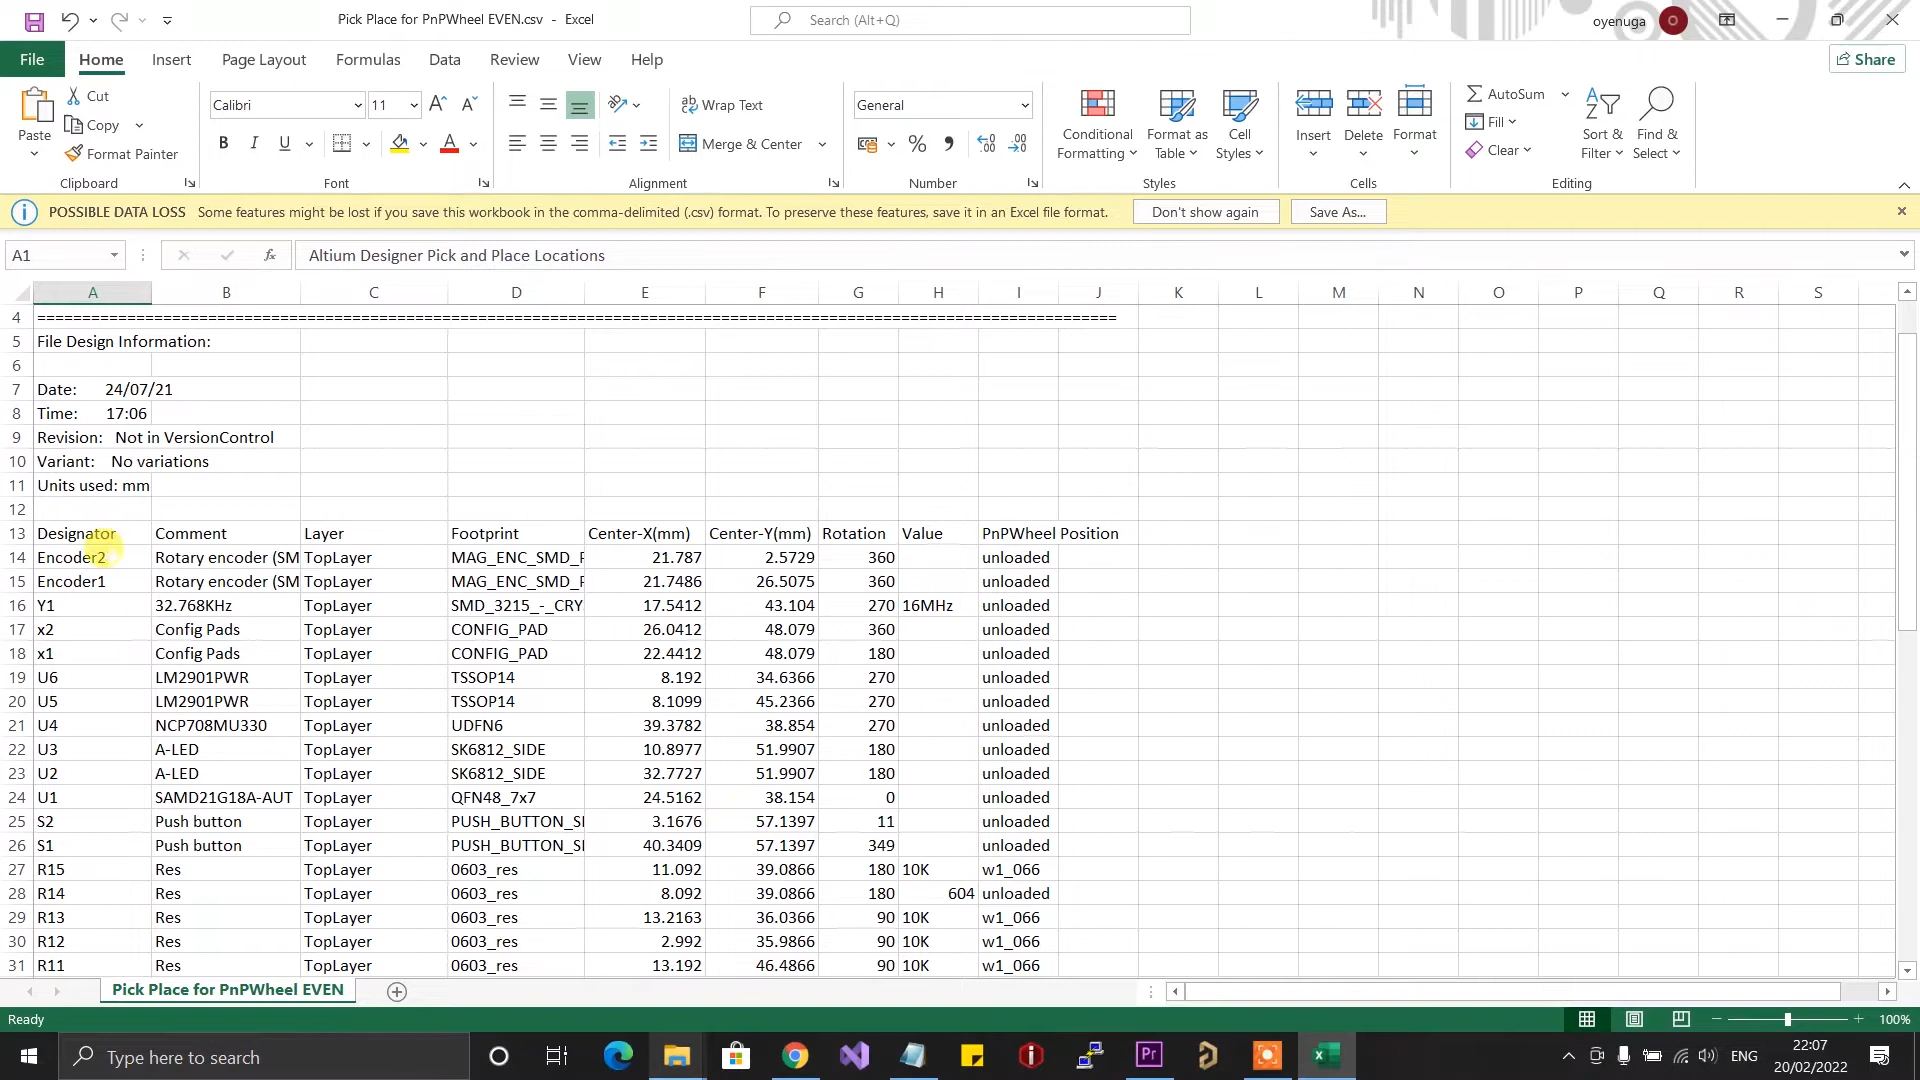 Pick Place for PnPWheel EVEN.csv - Excel
Search (Alt+Q)
oyenuga
O
File Home Insert Page Layout Formulas Data Review View Help
Share
Paste
Cut
Copy
Format Painter
Clipboard
Calibri 11
B I U
Font
Wrap Text
Merge & Center
Alignment
General
Number
Conditional Formatting
Format as Table
Cell Styles
Styles
Insert Delete Format
Cells
AutoSum
Fill
Clear
Sort & Filter
Find & Select
Editing
POSSIBLE DATA LOSS Some features might be lost if you save this workbook in the comma-delimited (.csv) format. To preserve these features, save it in an Excel file format. Don't show again Save As...
A1 fx Altium Designer Pick and Place Locations
A B C D E F G H I J K L M N O P Q R S
4
5 File Design Information:
6
7 Date: 24/07/21
8 Time: 17:06
9 Revision: Not in VersionControl
10 Variant: No variations
11 Units used: mm
12
13 Designator Comment Layer Footprint Center-X(mm) Center-Y(mm) Rotation Value PnPWheel Position
14 Encoder2 Rotary encoder (SM TopLayer MAG_ENC_SMD_ 21.787 2.5729 360 unloaded
15 Encoder1 Rotary encoder (SM TopLayer MAG_ENC_SMD_ 21.7486 26.5075 360 unloaded
16 Y1 32.768KHz TopLayer SMD_3215_-_CRY 17.5412 43.104 270 16MHz unloaded
17 x2 Config Pads TopLayer CONFIG_PAD 26.0412 48.079 360 unloaded
18 x1 Config Pads TopLayer CONFIG_PAD 22.4412 48.079 180 unloaded
19 U6 LM2901PWR TopLayer TSSOP14 8.192 34.6366 270 unloaded
20 U5 LM2901PWR TopLayer TSSOP14 8.1099 45.2366 270 unloaded
21 U4 NCP708MU330 TopLayer UDFN6 39.3782 38.854 270 unloaded
22 U3 A-LED TopLayer SK6812_SIDE 10.8977 51.9907 180 unloaded
23 U2 A-LED TopLayer SK6812_SIDE 32.7727 51.9907 180 unloaded
24 U1 SAMD21G18A-AUT TopLayer QFN48_7x7 24.5162 38.154 0 unloaded
25 S2 Push button TopLayer PUSH_BUTTON_S 3.1676 57.1397 11 unloaded
26 S1 Push button TopLayer PUSH_BUTTON_S 40.3409 57.1397 349 unloaded
27 R15 Res TopLayer 0603_res 11.092 39.0866 180 10K w1_066
28 R14 Res TopLayer 0603_res 8.092 39.0866 180 604 unloaded
29 R13 Res TopLayer 0603_res 13.2163 36.0366 90 10K w1_066
30 R12 Res TopLayer 0603_res 2.992 35.9866 90 10K w1_066
31 R11 Res TopLayer 0603_res 13.192 46.4866 90 10K w1_066
Pick Place for PnPWheel EVEN
Ready
100%
Type here to search
Pr
ENG
22:07
20/02/2022